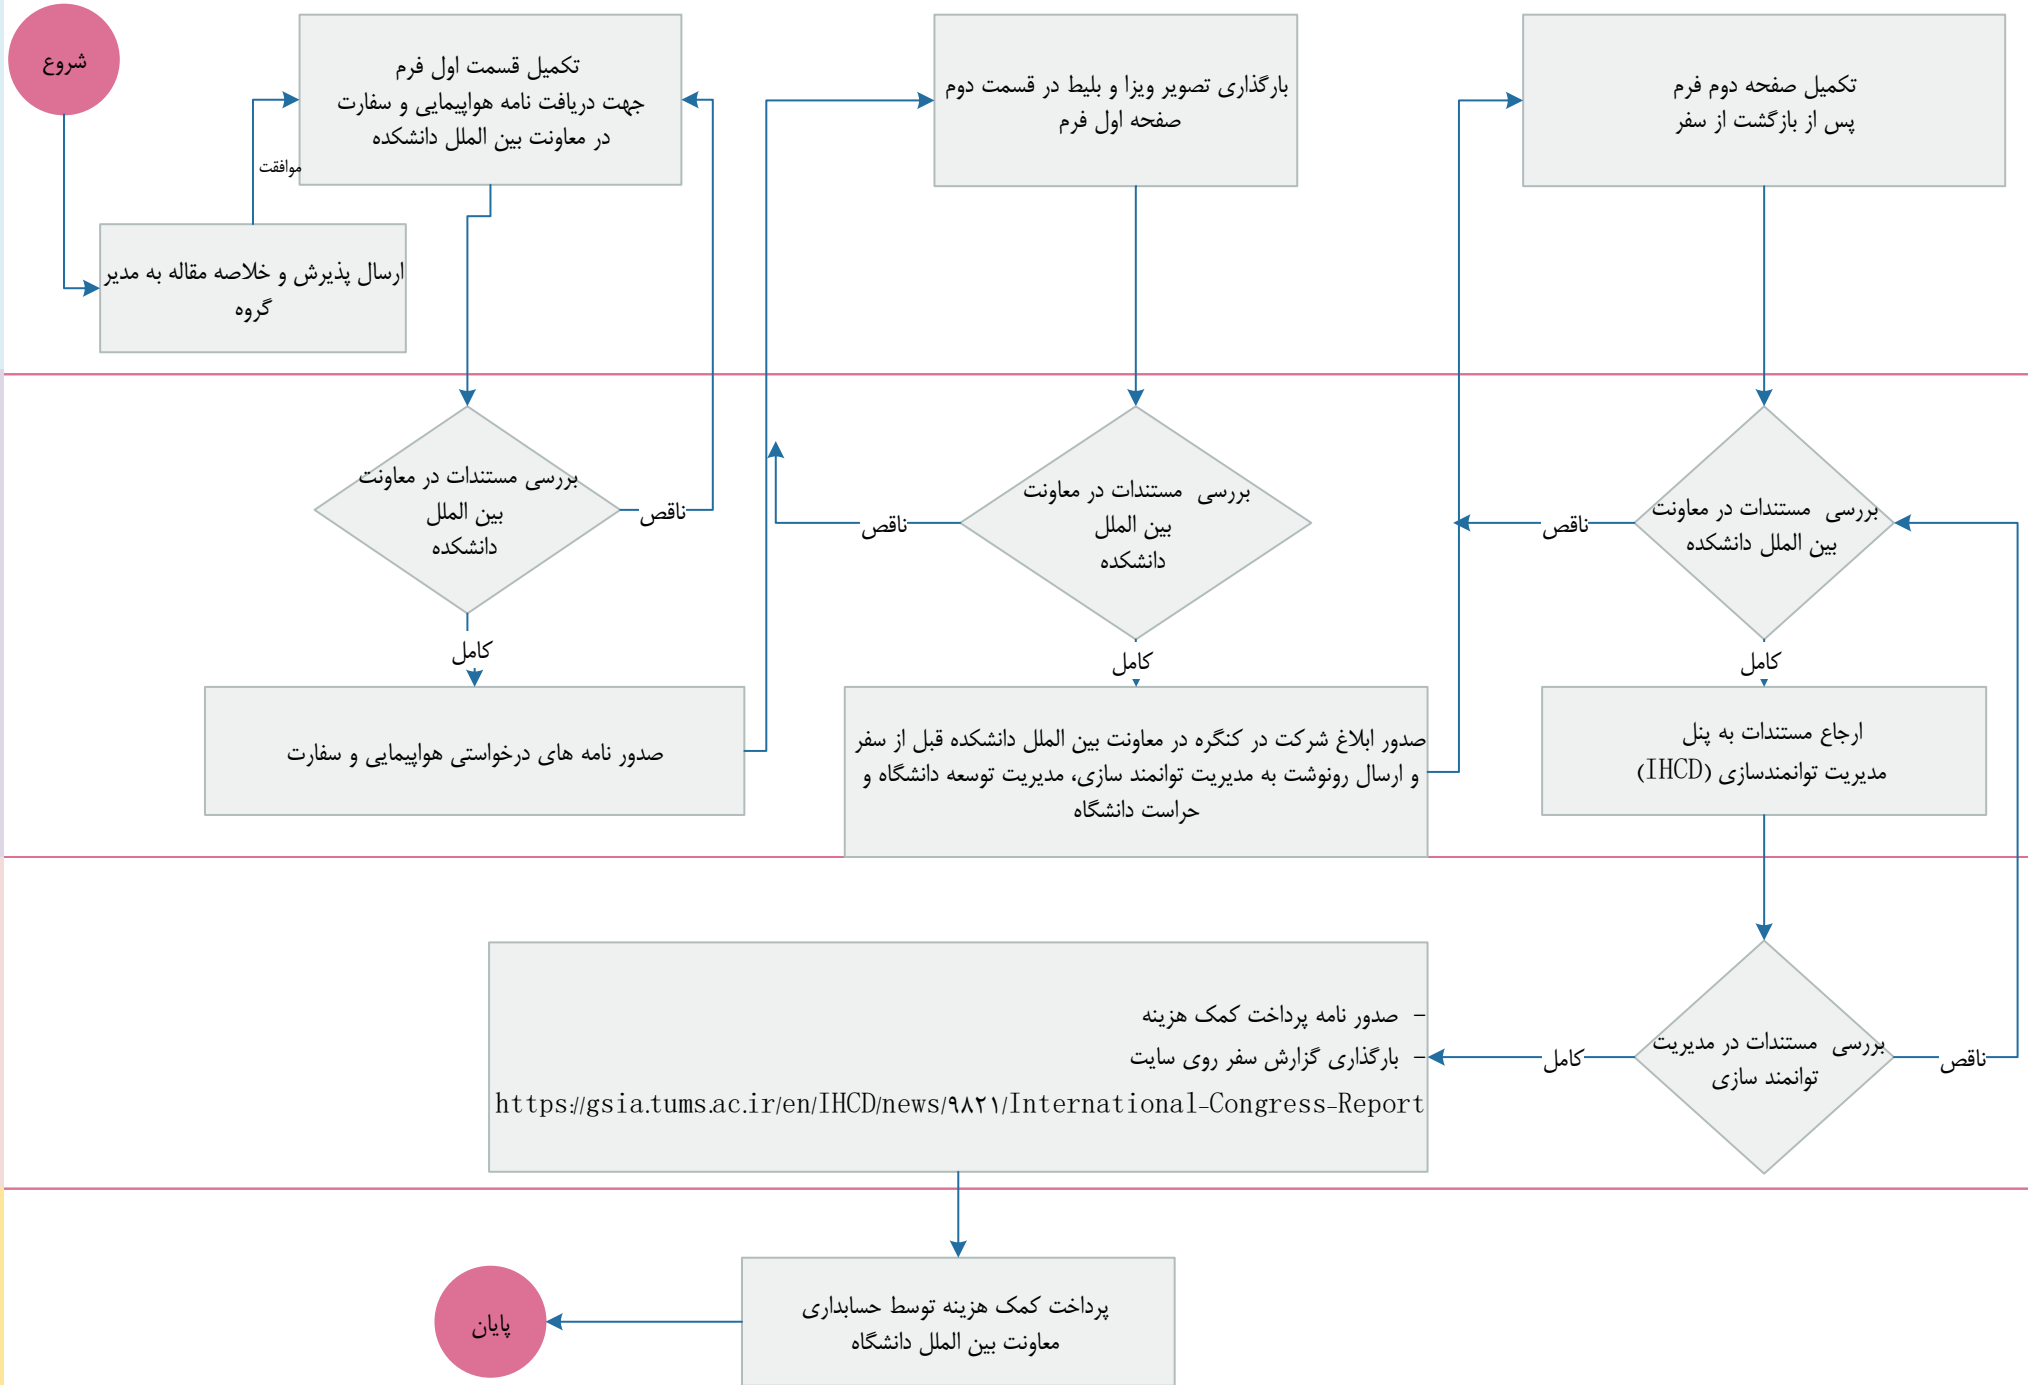 شروع
تکمیل قسمت اول فرم
جهت دریافت نامه هواپیمایی و سفارت
در معاونت بین الملل دانشکده
بارگذاری تصویر ویزا و بلیط در قسمت دوم
صفحه اول فرم
تکمیل صفحه دوم فرم
پس از بازگشت از سفر
موافقت
ارسال پذیرش و خلاصه مقاله به مدیر
گروه
بررسی مستندات در معاونت
بین الملل
دانشکده
ناقص
کامل
بررسی مستندات در معاونت
بین الملل
دانشکده
ناقص
کامل
بررسی مستندات در معاونت
بین الملل دانشکده
ناقص
کامل
صدور نامه های درخواستی هواپیمایی و سفارت
صدور ابلاغ شرکت در کنگره در معاونت بین الملل دانشکده قبل از سفر
و ارسال رونوشت به مدیریت توانمند سازی، مدیریت توسعه دانشگاه و
حراست دانشگاه
ارجاع مستندات به پنل
مدیریت توانمندسازی (IHCD)
بررسی مستندات در مدیریت
توانمند سازی
ناقص
کامل
- صدور نامه پرداخت کمک هزینه
- بارگذاری گزارش سفر روی سایت
https://gsia.tums.ac.ir/en/IHCD/news/۹۸۲۱/International-Congress-Report
پرداخت کمک هزینه توسط حسابداری
معاونت بین الملل دانشگاه
پایان